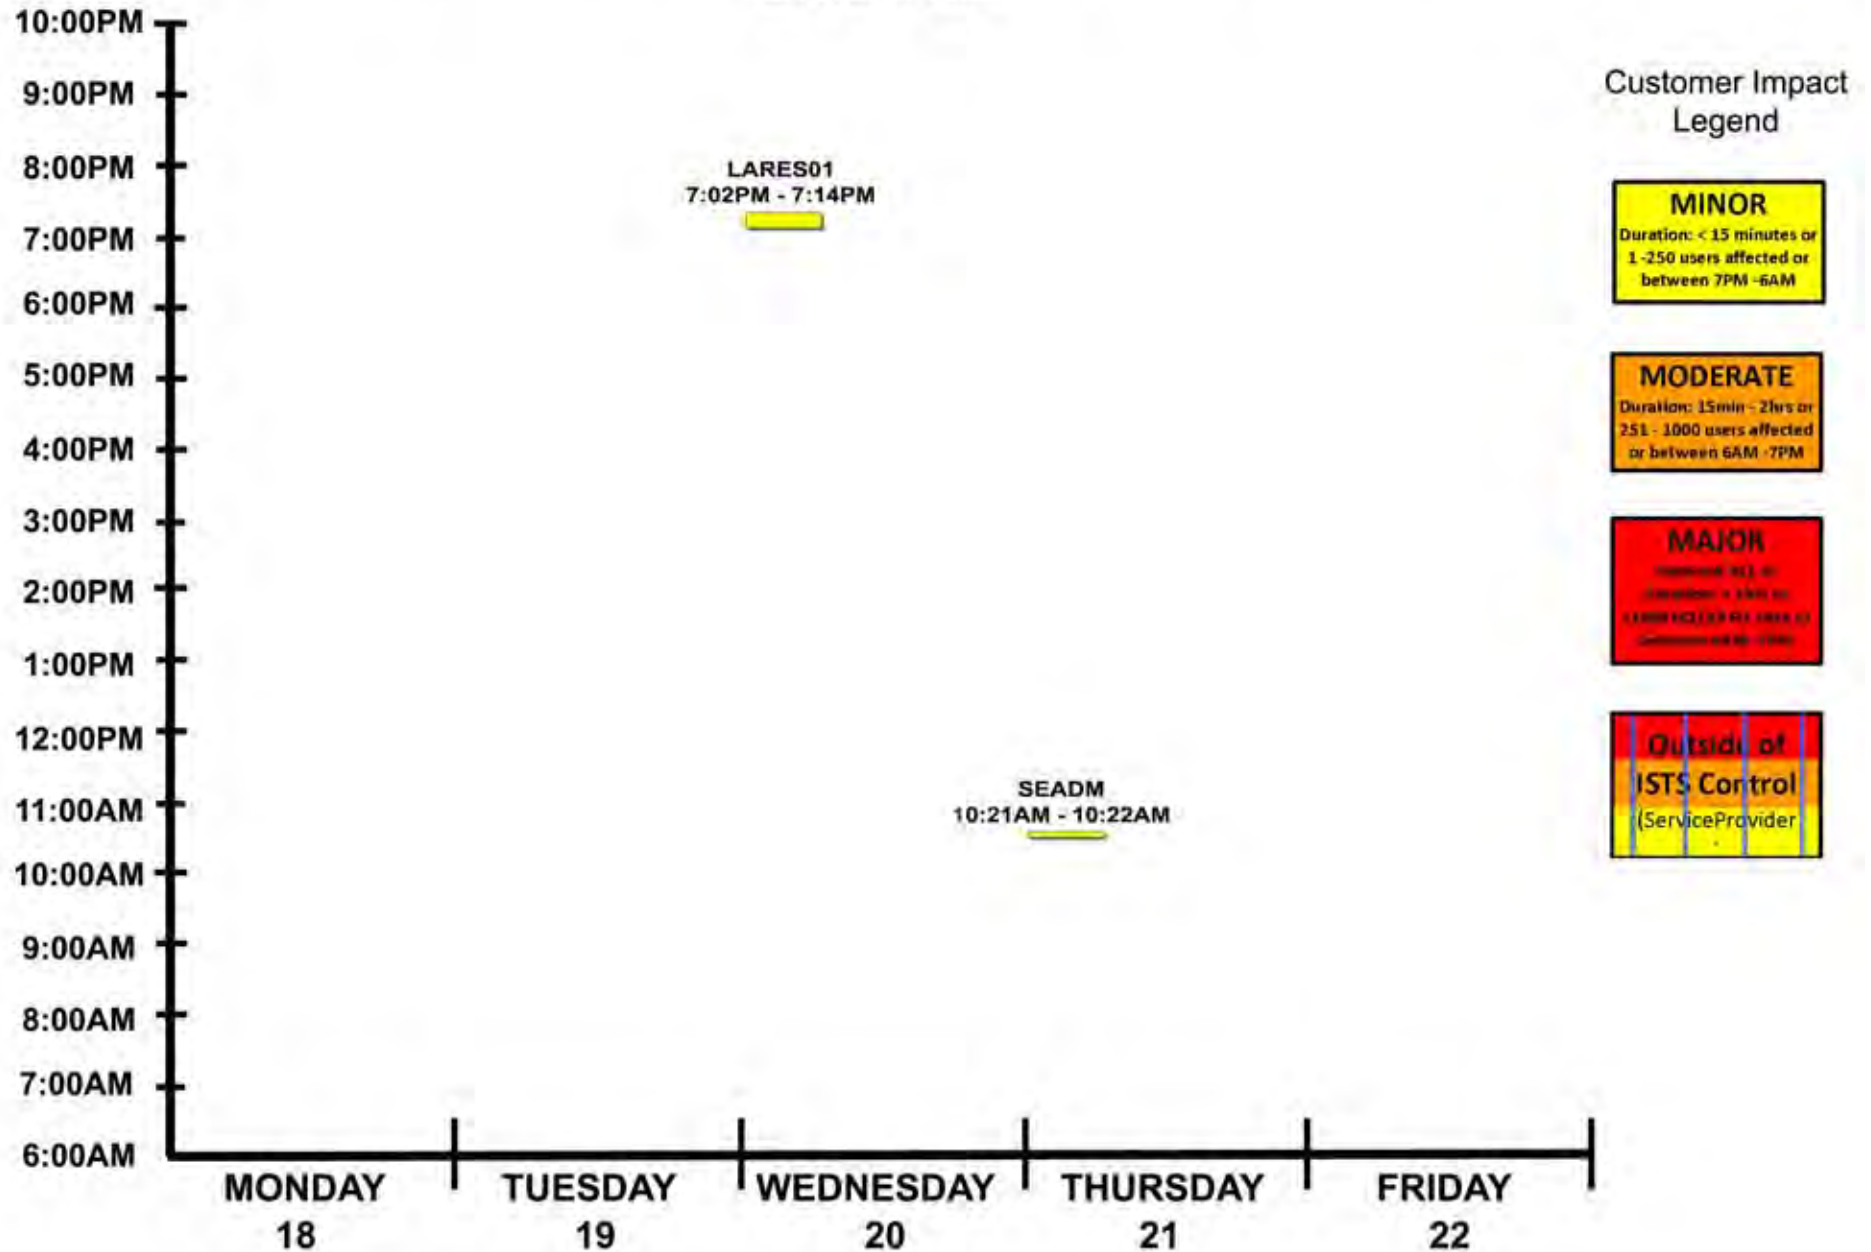 10:00PM
9:00PM
8:00PM
7:00PM
6:00PM
5:00PM
4:00PM
3:00PM
2:00PM
1:00PM
12:00PM
11:00AM
10:00AM
9:00AM
8:00AM
7:00AM
6:00AM
LARES01
7:02PM - 7:14PM
SEADM
10:21AM - 10:22AM
MONDAY
18
TUESDAY
19
WEDNESDAY
20
THURSDAY
21
FRIDAY
22
Customer Impact
Legend
MINOR
Duration: < 15 minutes or
1 -250 users affected or
between 7PM -6AM
MODERATE
Duration: 15min - 2hrs or
251 - 1000 users affected
or between 6AM -7PM
MAJOR
Outside of
ISTS Control
(ServiceProvider